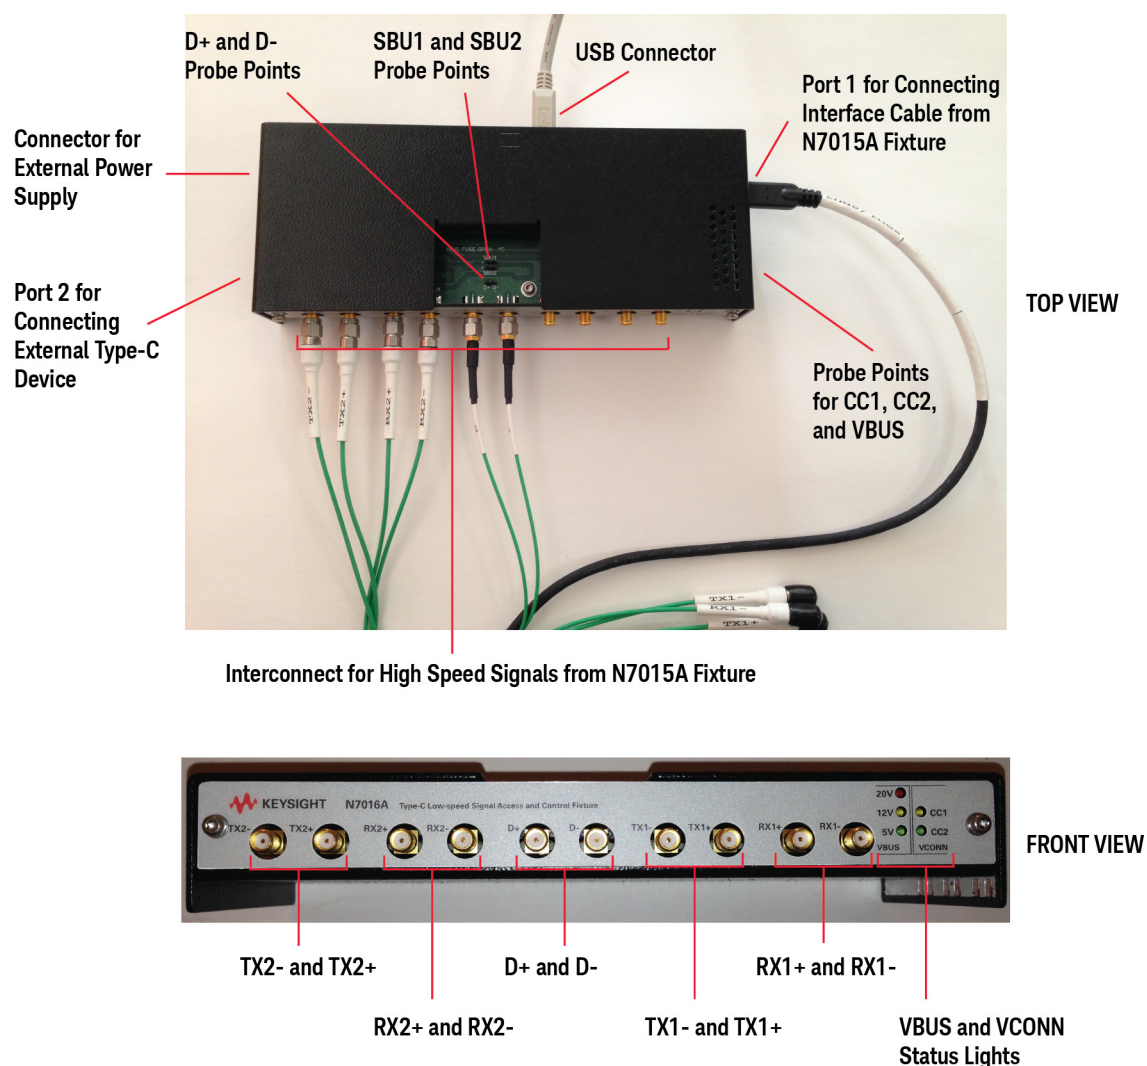 D+ and D-
Probe Points
SBU1 and SBU2
Probe Points
USB Connector
Port 1 for Connecting
Interface Cable from
N7015A Fixture
Connector for
External Power
Supply
Port 2 for
Connecting
External Type-C
Device
TOP VIEW
Probe Points
for CC1, CC2,
and VBUS
FUSE
SBU1
SBU2
D+ D-
TX2-
TX2+
RX2+
RX2-
TX1-
RX1-
TX1+
Interconnect for High Speed Signals from N7015A Fixture
KEYSIGHT N7016A Type-C Low-speed Signal Access and Control Fixture
20V
12V CC1
5V CC2
VBUS VCONN
TX2- TX2+ RX2+ RX2- D+ D- TX1- TX1+ RX1+ RX1-
FRONT VIEW
TX2- and TX2+
D+ and D-
RX1+ and RX1-
RX2+ and RX2-
TX1- and TX1+
VBUS and VCONN
Status Lights